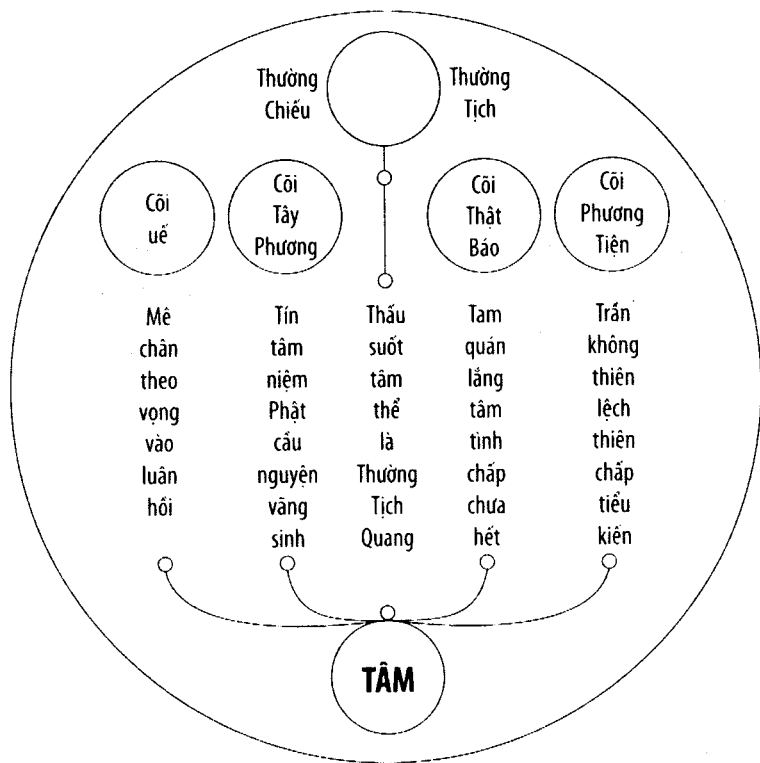 Thường
Chiếu
Thường
Tịch
Cõi
uế
Cõi
Tây
Phương
Cõi
Thật
Báo
Cõi
Phương
Tiện
Mê
chân
theo
vọng
vào
luân
hồi
Tín
tâm
niệm
Phật
cầu
nguyện
vãng
sinh
Thấu
suốt
tâm
thể
là
Thường
Tịch
Quang
Tam
quán
lắng
tâm
tình
chấp
chưa
hết
Trần
không
thiên
lệch
thiên
chấp
tiểu
kiến
TÂM